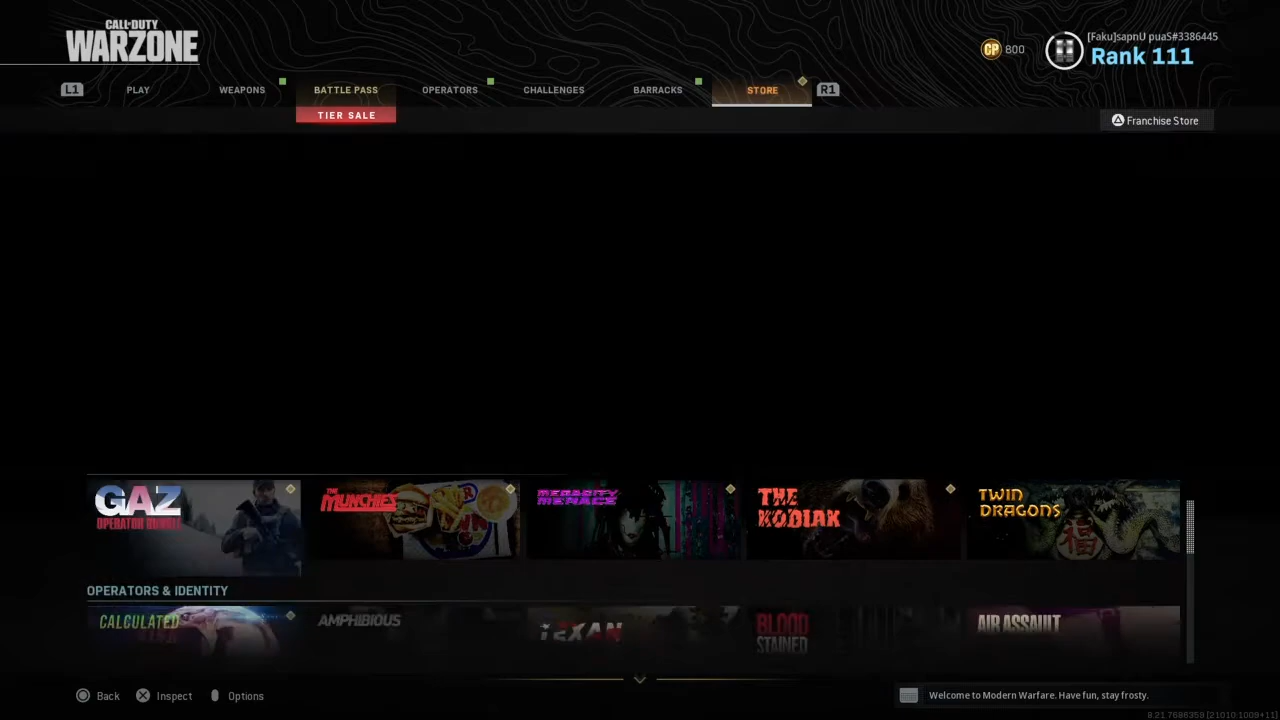 CALL OF DUTY
WARZONE
CP 800
[Faku]sapnU puaS#3386445
Rank 111
L1 PLAY WEAPONS BATTLE PASS OPERATORS CHALLENGES BARRACKS STORE R1
TIER SALE
Franchise Store
GAZ
OPERATOR BUNDLE
THE
MUNCHIES
MENDACITY
MENACE
THE
KODIAK
TWIN
DRAGONS
OPERATORS & IDENTITY
CALCULATED
AMPHIBIOUS
TEXAN
BLOOD
STAINED
AIR ASSAULT
Back Inspect Options
Welcome to Modern Warfare. Have fun, stay frosty.